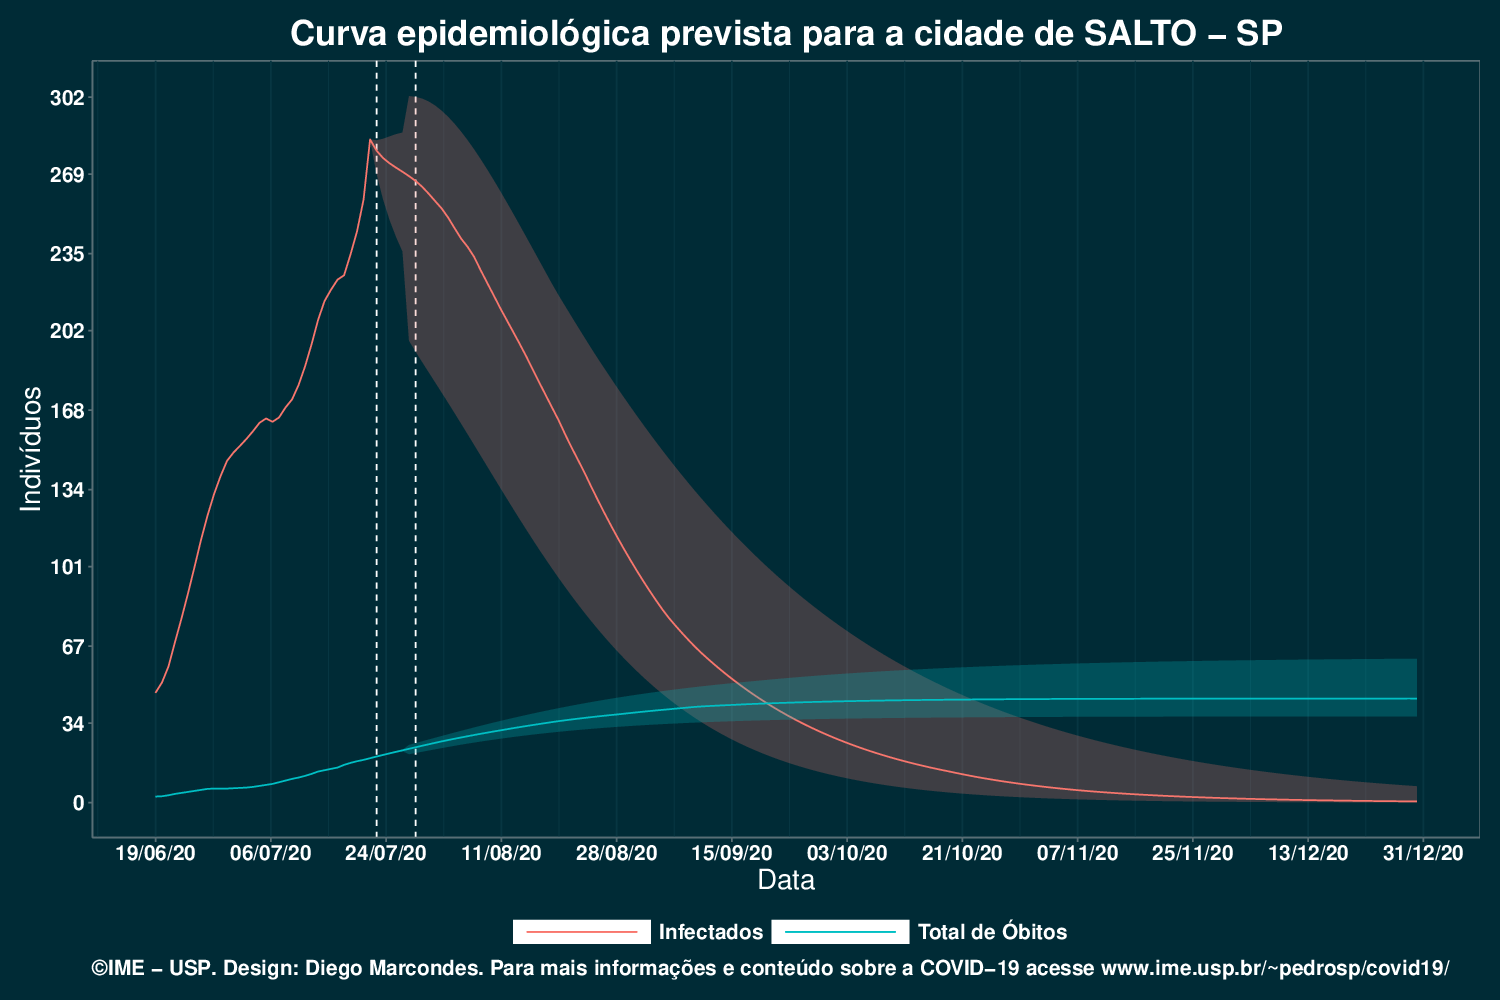 Curva epidemiológica prevista para a cidade de SALTO – SP
Indivíduos
302
269
235
202
168
134
101
67
34
0
19/06/20 06/07/20 24/07/20 11/08/20 28/08/20 15/09/20 03/10/20 21/10/20 07/11/20 25/11/20 13/12/20 31/12/20
Data
Infectados Total de Óbitos
©IME – USP. Design: Diego Marcondes. Para mais informações e conteúdo sobre a COVID–19 acesse www.ime.usp.br/~pedrosp/covid19/